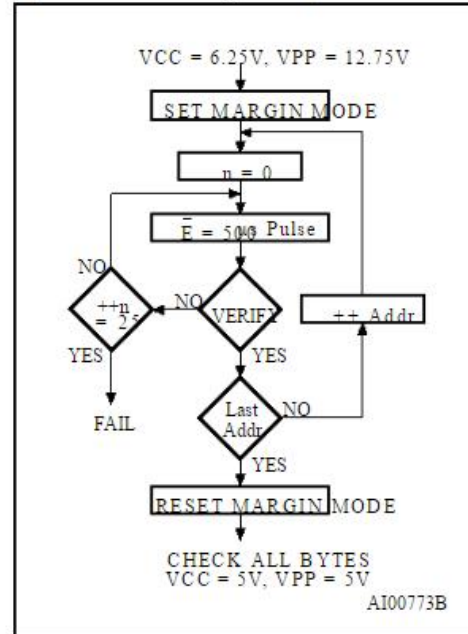 VCC = 6.25V, VPP = 12.75V
SET MARGIN MODE
n = 0
E̅ = 500µs Pulse
NO
++n
= 25
NO
VERIFY
++ Addr
YES
YES
FAIL
Last
Addr
NO
YES
RESET MARGIN MODE
CHECK ALL BYTES
VCC = 5V, VPP = 5V
AI00773B